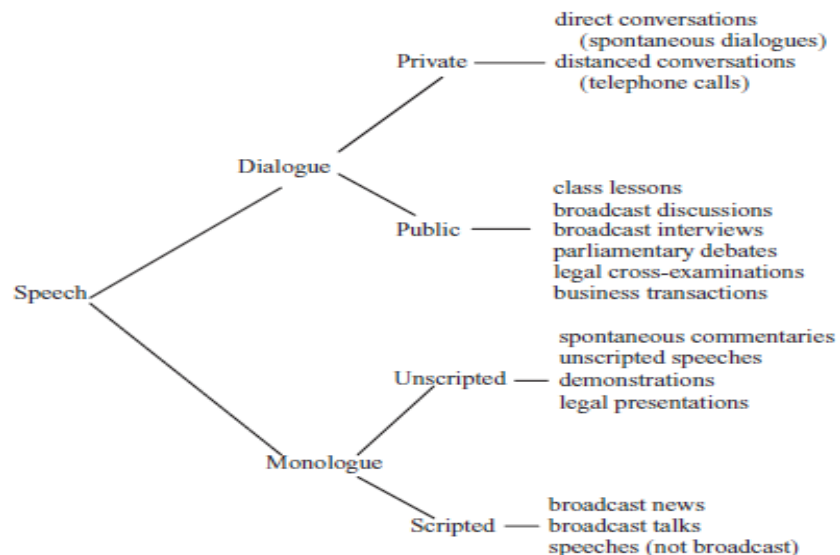 direct conversations
(spontaneous dialogues)
Private
distanced conversations
(telephone calls)
Dialogue
class lessons
broadcast discussions
Public
broadcast interviews
parliamentary debates
legal cross-examinations
business transactions
Speech
spontaneous commentaries
unscripted speeches
Unscripted
demonstrations
legal presentations
Monologue
broadcast news
Scripted
broadcast talks
speeches (not broadcast)